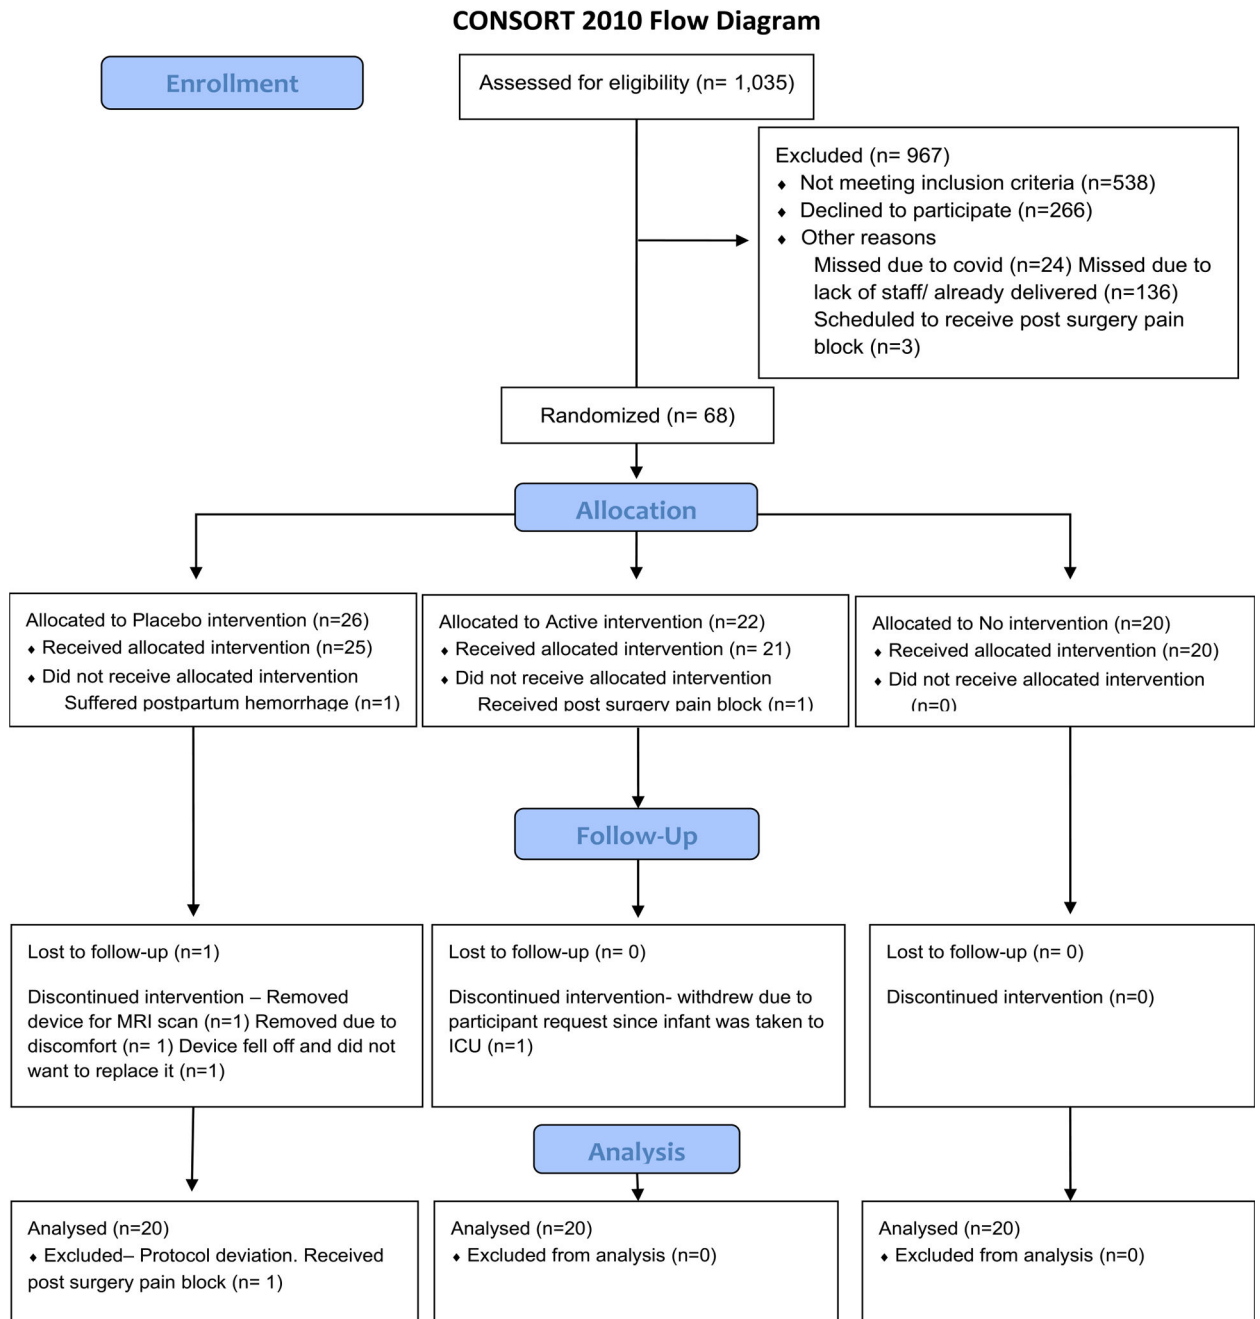 CONSORT 2010 Flow Diagram
Enrollment
Assessed for eligibility (n= 1,035)
Excluded (n= 967)
♦ Not meeting inclusion criteria (n=538)
♦ Declined to participate (n=266)
♦ Other reasons
Missed due to covid (n=24) Missed due to
lack of staff/ already delivered (n=136)
Scheduled to receive post surgery pain
block (n=3)
Randomized (n= 68)
Allocation
Allocated to Placebo intervention (n=26)
♦ Received allocated intervention (n=25)
♦ Did not receive allocated intervention
Suffered postpartum hemorrhage (n=1)
Allocated to Active intervention (n=22)
♦ Received allocated intervention (n= 21)
♦ Did not receive allocated intervention
Received post surgery pain block (n=1)
Allocated to No intervention (n=20)
♦ Received allocated intervention (n=20)
♦ Did not receive allocated intervention
(n=0)
Follow-Up
Lost to follow-up (n=1)
Discontinued intervention – Removed
device for MRI scan (n=1) Removed due to
discomfort (n= 1) Device fell off and did not
want to replace it (n=1)
Lost to follow-up (n= 0)
Discontinued intervention- withdrew due to
participant request since infant was taken to
ICU (n=1)
Lost to follow-up (n= 0)
Discontinued intervention (n=0)
Analysis
Analysed (n=20)
♦ Excluded– Protocol deviation. Received
post surgery pain block (n= 1)
Analysed (n=20)
♦ Excluded from analysis (n=0)
Analysed (n=20)
♦ Excluded from analysis (n=0)